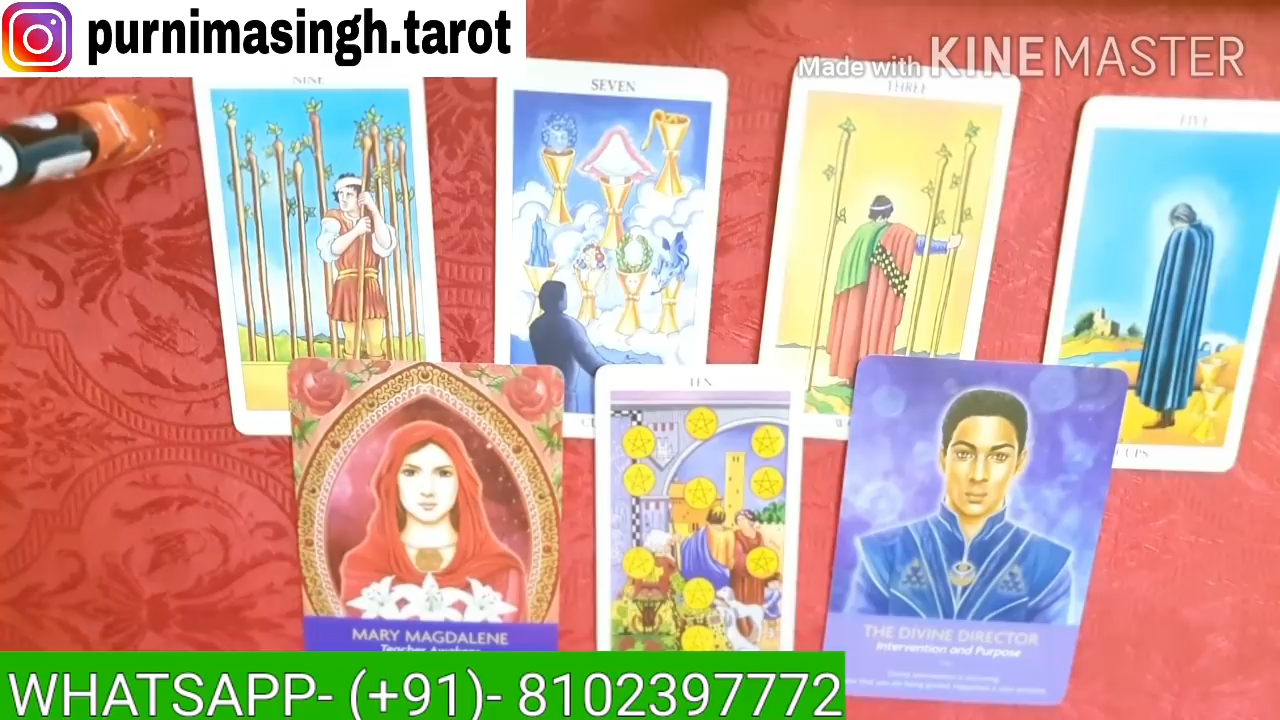 purnimasingh.tarot
Made with KINEMASTER
NINE
SEVEN
THREE
FIVE
CUPS
TEN
MARY MAGDALENE
THE DIVINE DIRECTOR
Intervention and Purpose
WHATSAPP- (+91)- 8102397772